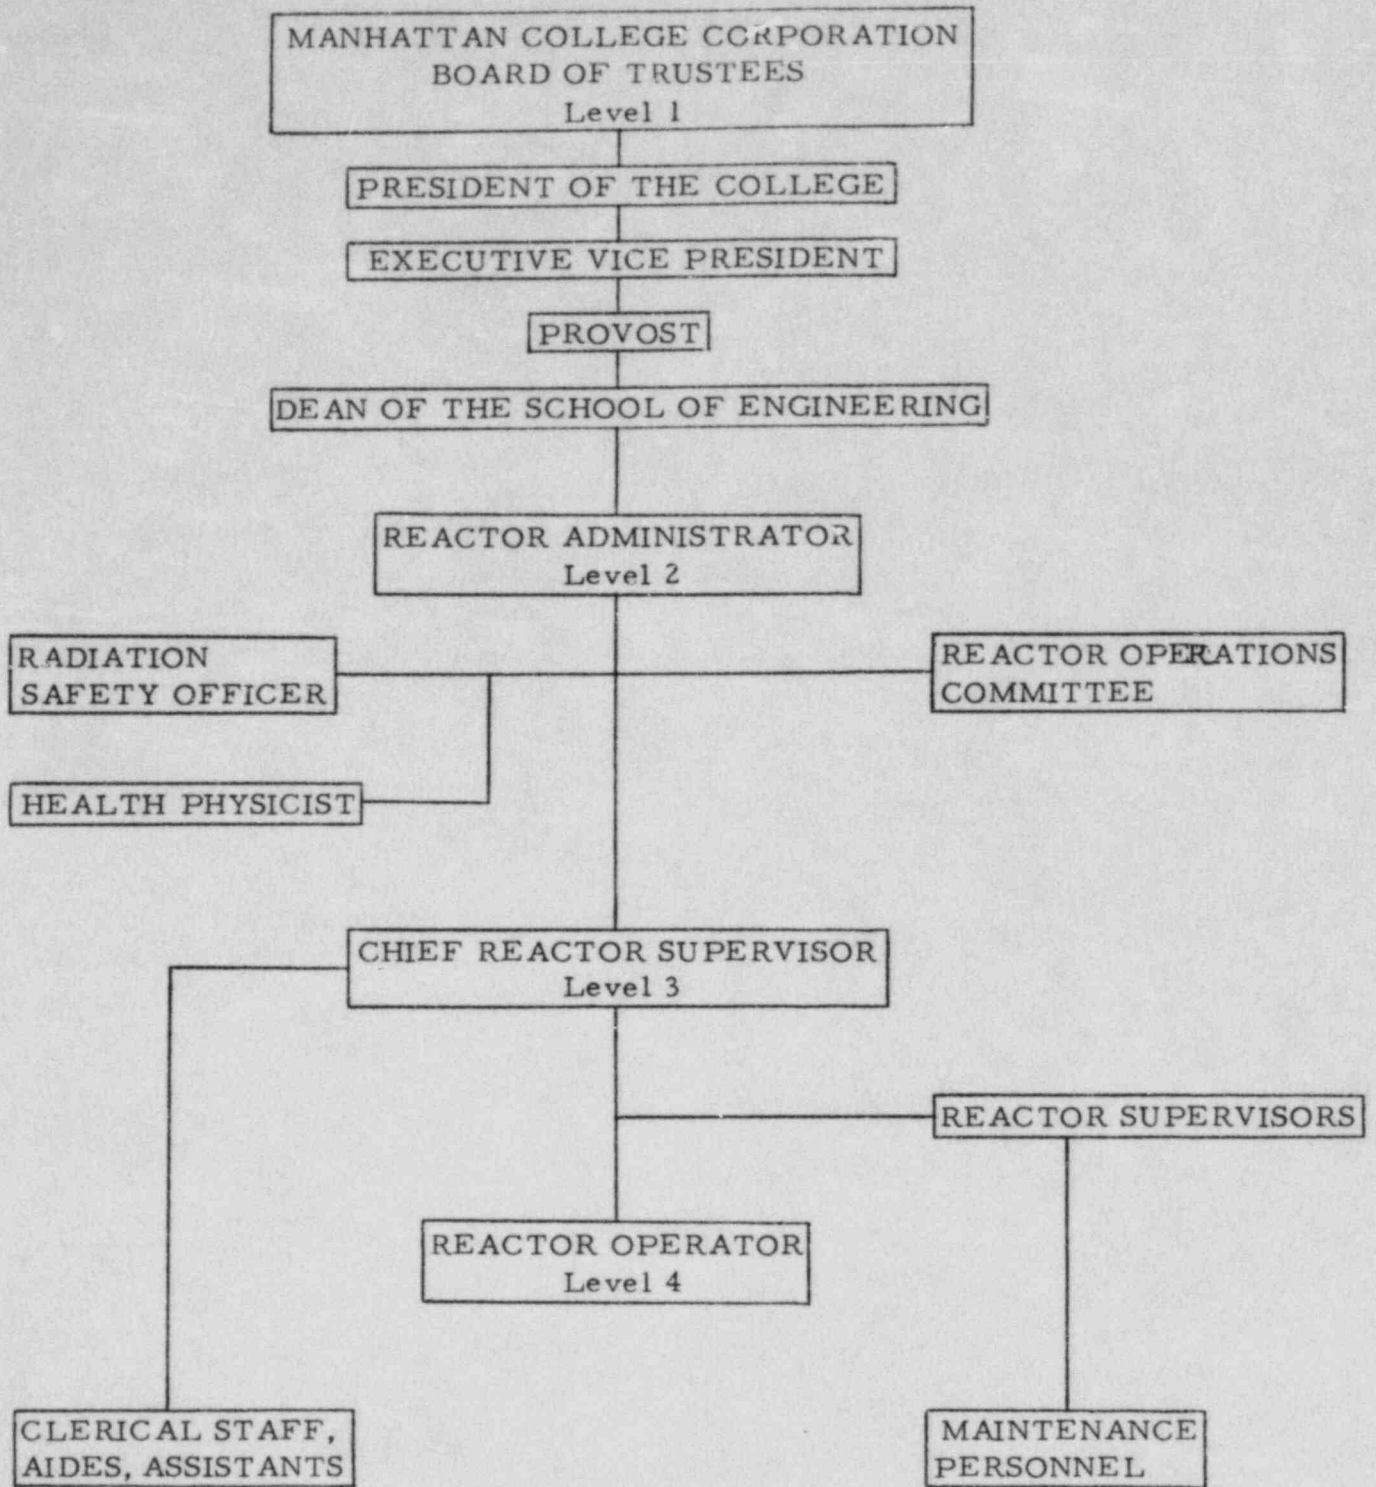 MANHATTAN COLLEGE CORPORATION
BOARD OF TRUSTEES
Level 1
PRESIDENT OF THE COLLEGE
EXECUTIVE VICE PRESIDENT
PROVOST
DEAN OF THE SCHOOL OF ENGINEERING
REACTOR ADMINISTRATOR
Level 2
RADIATION
SAFETY OFFICER
REACTOR OPERATIONS
COMMITTEE
HEALTH PHYSICIST
CHIEF REACTOR SUPERVISOR
Level 3
REACTOR SUPERVISORS
REACTOR OPERATOR
Level 4
CLERICAL STAFF,
AIDES, ASSISTANTS
MAINTENANCE
PERSONNEL